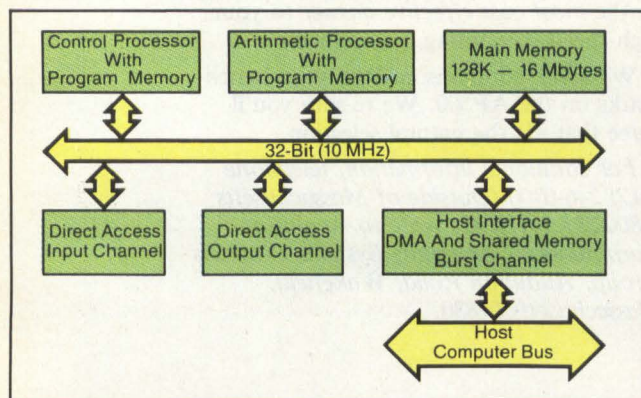 Control Processor
With
Program Memory
Arithmetic Processor
With
Program Memory
Main Memory
128K — 16 Mbytes
32-Bit (10 MHz)
Direct Access
Input Channel
Direct Access
Output Channel
Host Interface
DMA And Shared Memory
Burst Channel
Host
Computer Bus